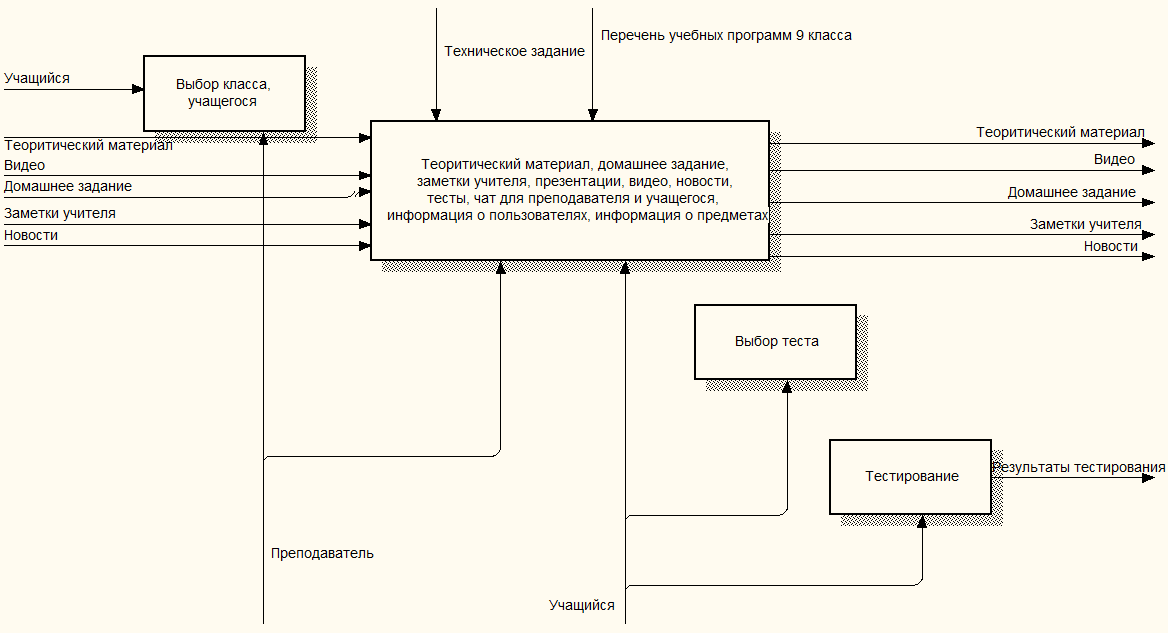 Техническое задание
Перечень учебных программ 9 класса
Учащийся
Выбор класса,
учащегося
Теоритический материал
Видео
Домашнее задание
Заметки учителя
Новости
Теоритический материал, домашнее задание,
заметки учителя, презентации, видео, новости,
тесты, чат для преподавателя и учащегося,
информация о пользователях, информация о предметах
Теоритический материал
Видео
Домашнее задание
Заметки учителя
Новости
Выбор теста
Тестирование
Результаты тестирования
Преподаватель
Учащийся